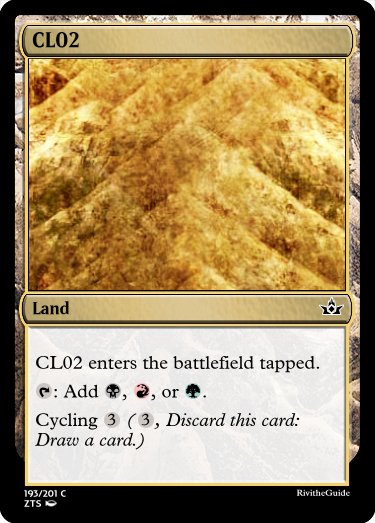 CL02
Land
CL02 enters the battlefield tapped.
: Add , , or .
Cycling 3 ( 3, Discard this card:
Draw a card.)
193/201 C
RivitheGuide
ZTS